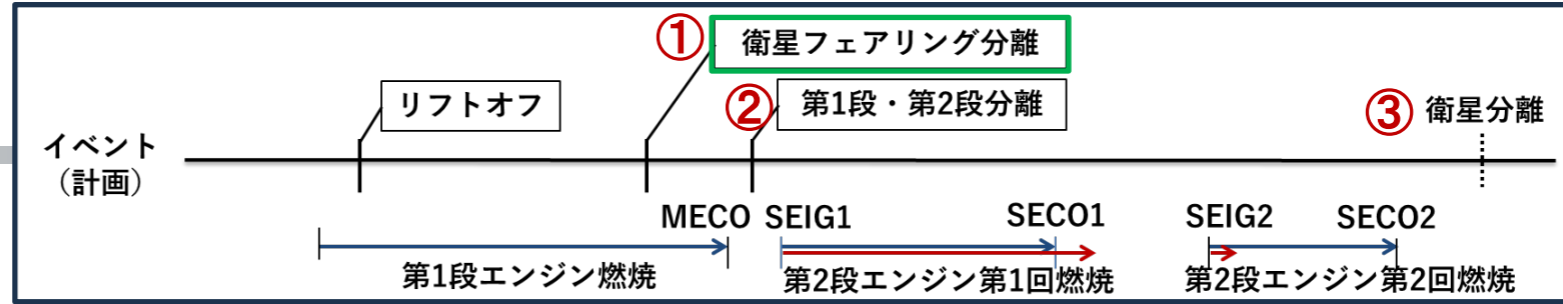 ① 衛星フェアリング分離
リフトオフ
② 第1段・第2段分離
③ 衛星分離
イベント
（計画）
MECO SEIG1 SECO1 SEIG2 SECO2
第1段エンジン燃焼
第2段エンジン第1回燃焼
第2段エンジン第2回燃焼